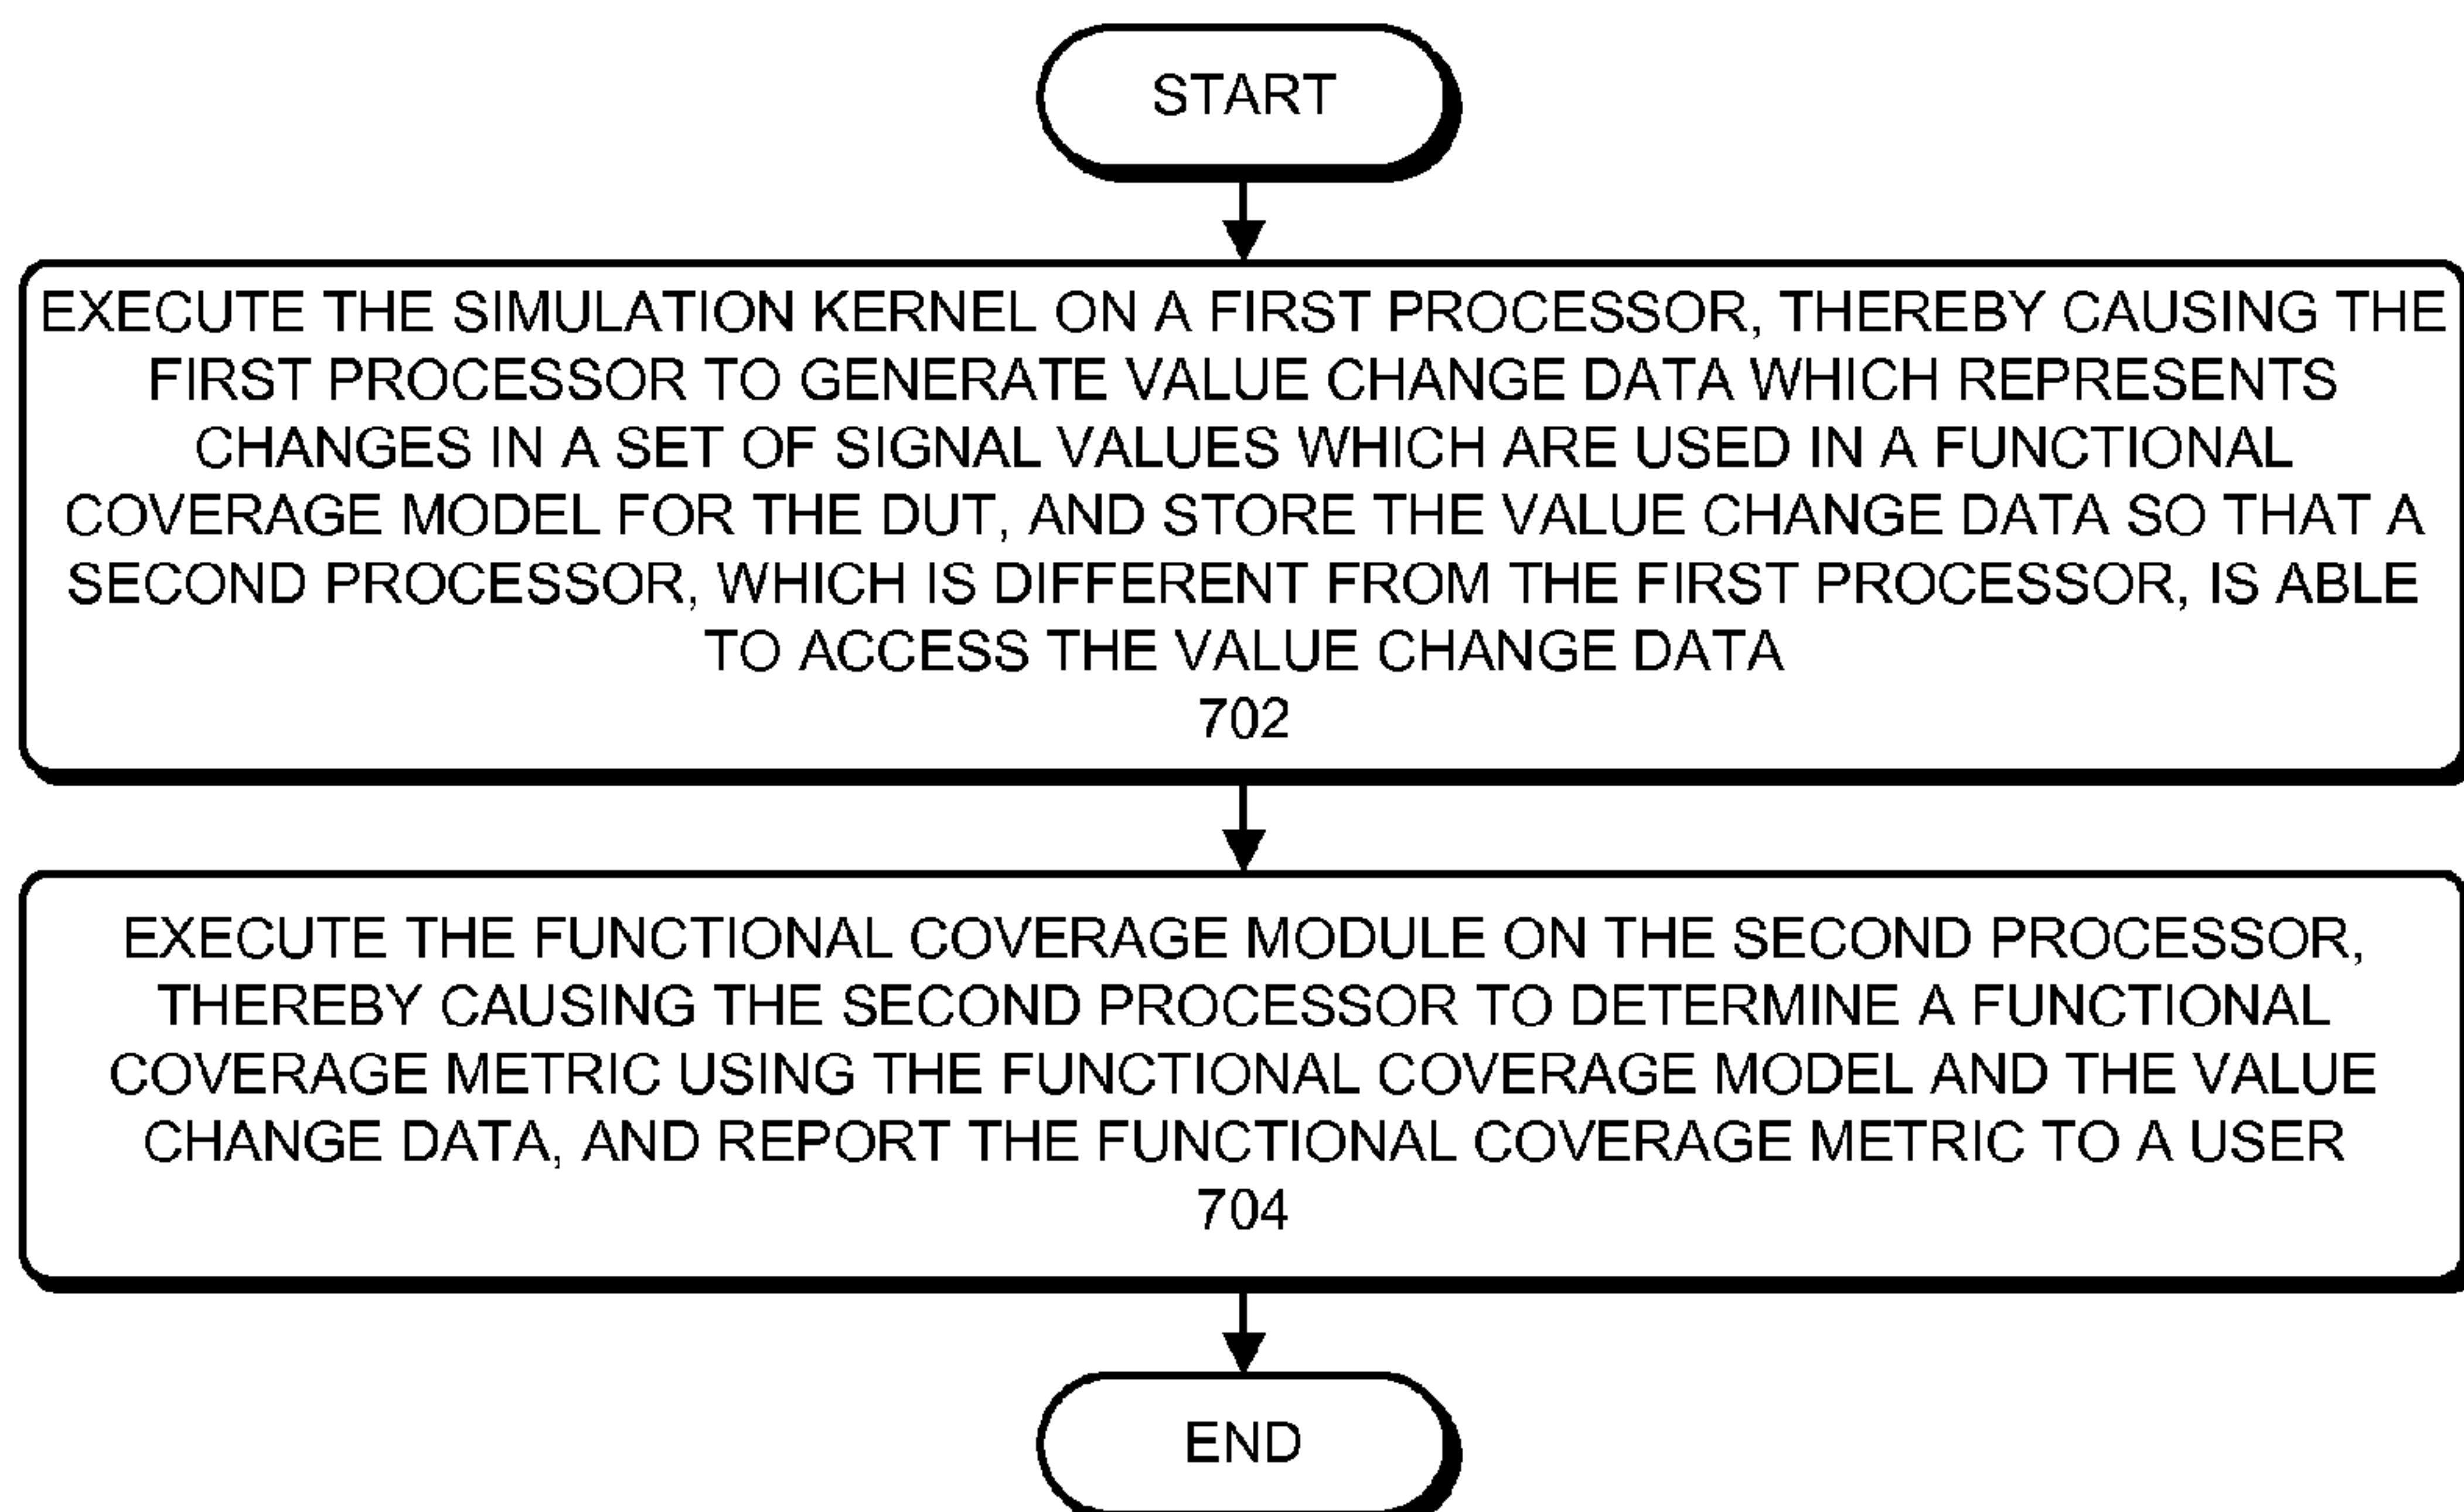 START
EXECUTE THE SIMULATION KERNEL ON A FIRST PROCESSOR, THEREBY CAUSING THE
FIRST PROCESSOR TO GENERATE VALUE CHANGE DATA WHICH REPRESENTS
CHANGES IN A SET OF SIGNAL VALUES WHICH ARE USED IN A FUNCTIONAL
COVERAGE MODEL FOR THE DUT, AND STORE THE VALUE CHANGE DATA SO THAT A
SECOND PROCESSOR, WHICH IS DIFFERENT FROM THE FIRST PROCESSOR, IS ABLE
TO ACCESS THE VALUE CHANGE DATA
702
EXECUTE THE FUNCTIONAL COVERAGE MODULE ON THE SECOND PROCESSOR,
THEREBY CAUSING THE SECOND PROCESSOR TO DETERMINE A FUNCTIONAL
COVERAGE METRIC USING THE FUNCTIONAL COVERAGE MODEL AND THE VALUE
CHANGE DATA, AND REPORT THE FUNCTIONAL COVERAGE METRIC TO A USER
704
END